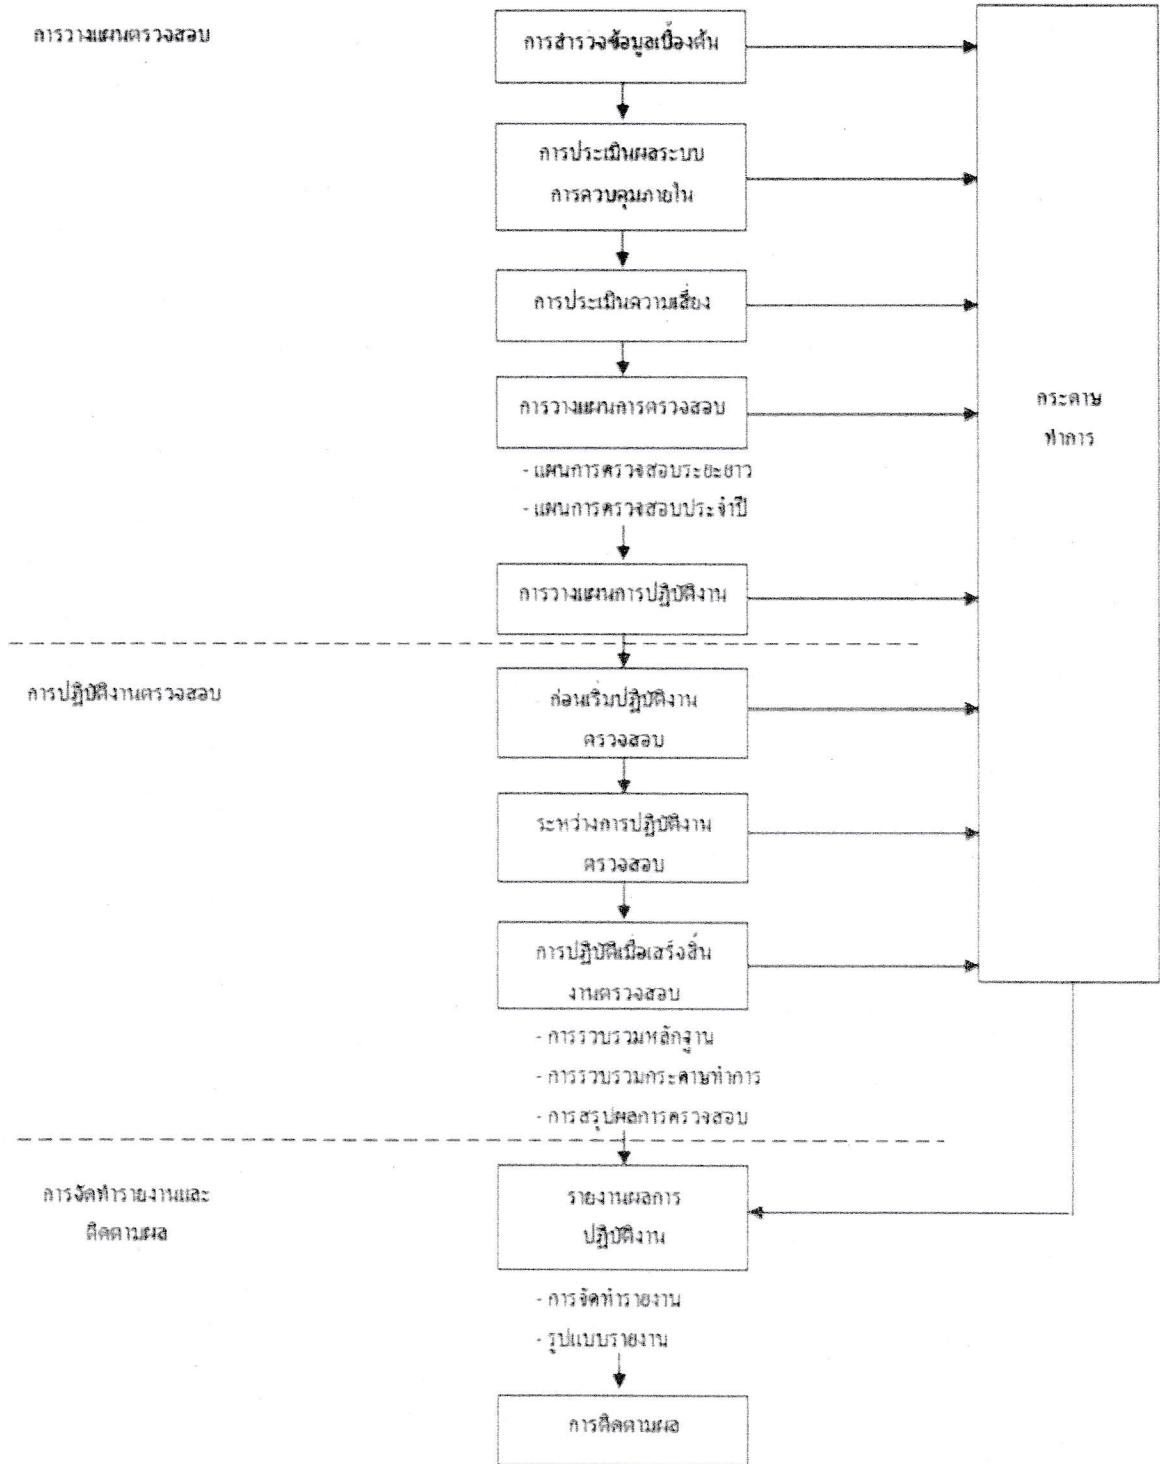 การวางแผนตรวจสอบ
การสำรวจข้อมูลเบื้องต้น
การประเมินผลระบบ
การควบคุมภายใน
การประเมินความเสี่ยง
การวางแผนการตรวจสอบ
- แผนการตรวจสอบระยะยาว
- แผนการตรวจสอบประจำปี
การวางแผนการปฏิบัติงาน
กระดาษ
ทำการ
การปฏิบัติงานตรวจสอบ
ก่อนเริ่มปฏิบัติงาน
ตรวจสอบ
ระหว่างการปฏิบัติงาน
ตรวจสอบ
การปฏิบัติเมื่อเสร็จสิ้น
งานตรวจสอบ
- การรวบรวมหลักฐาน
- การรวบรวมกระดาษทำการ
- การสรุปผลการตรวจสอบ
การจัดทำรายงานและ
ติดตามผล
รายงานผลการ
ปฏิบัติงาน
- การจัดทำรายงาน
- รูปแบบรายงาน
การติดตามผล